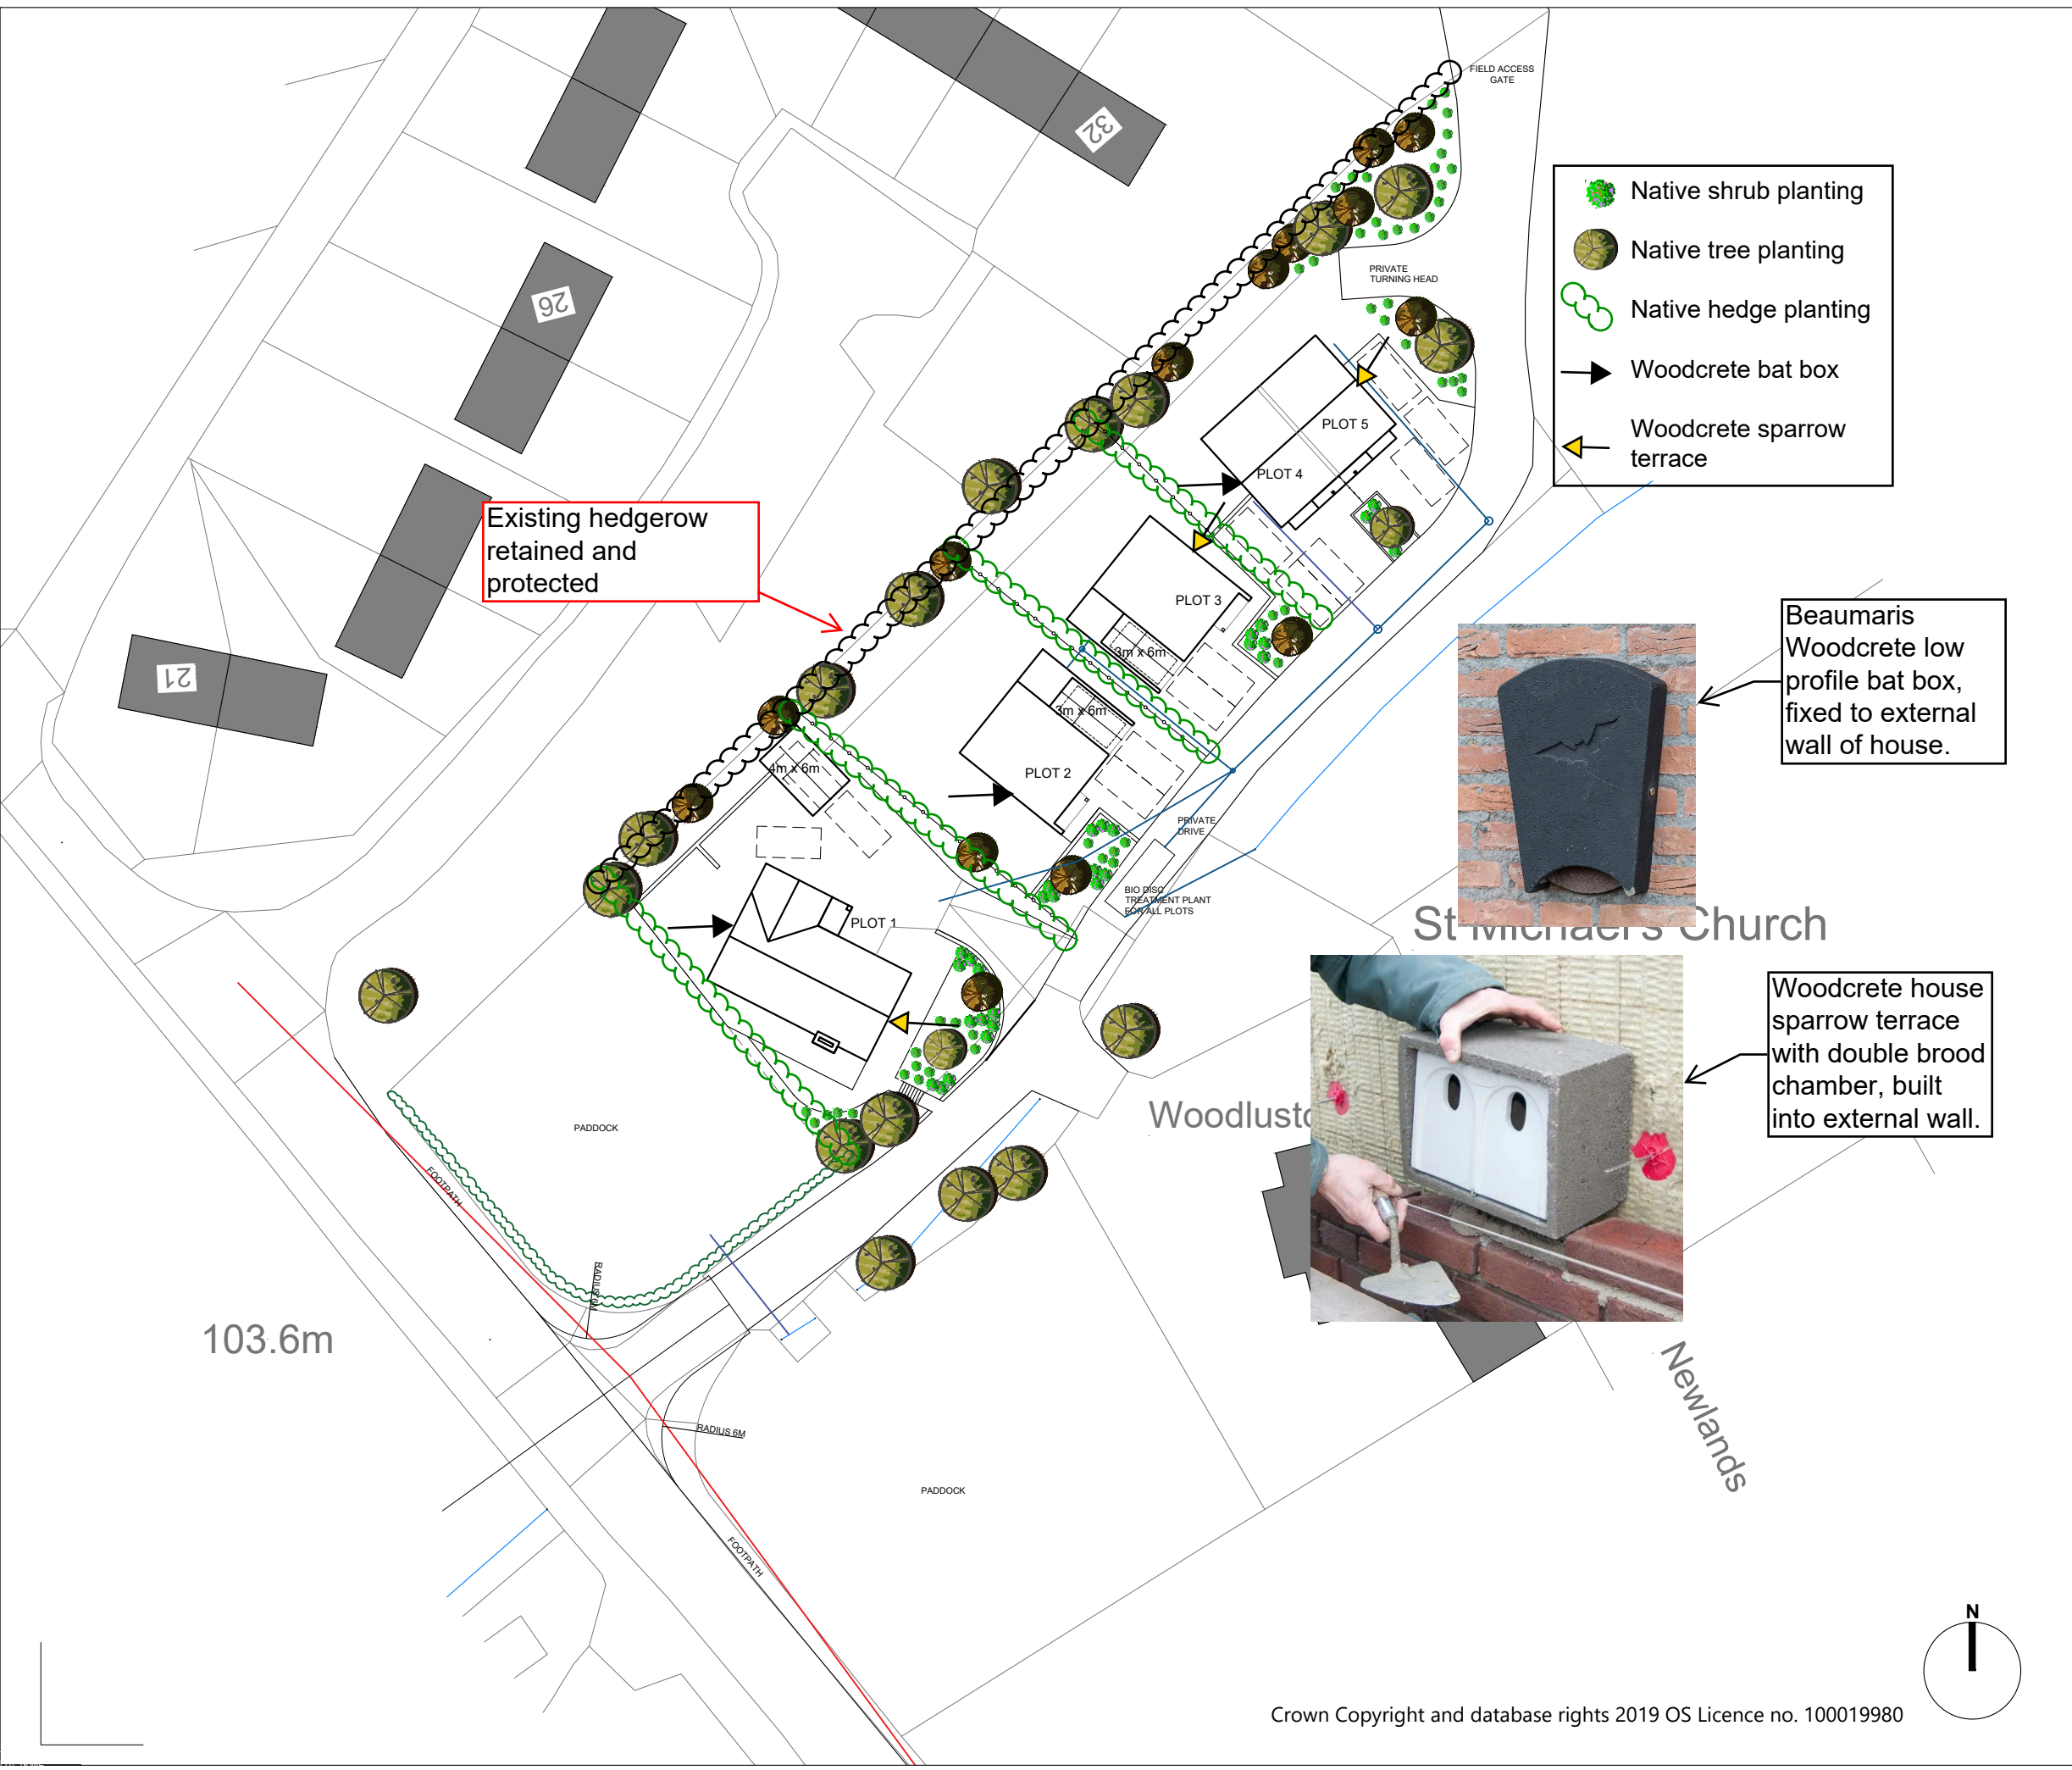 FIELD ACCESS
GATE
32
Native shrub planting
Native tree planting
Native hedge planting
Woodcrete bat box
Woodcrete sparrow
terrace
PRIVATE
TURNING HEAD
26
PLOT 5
PLOT 4
Existing hedgerow
retained and
protected
PLOT 3
3m x 6m
Beaumaris
Woodcrete low
profile bat box,
fixed to external
wall of house.
21
3m x 6m
4m x 6m
PLOT 2
PRIVATE
DRIVE
BIO DISC
TREATMENT PLANT
FOR ALL PLOTS
PLOT 1
St Michael's Church
Woodcrete house
sparrow terrace
with double brood
chamber, built
into external wall.
PADDOCK
FOOTPATH
RADIUS 6M
103.6m
Newlands
RADIUS 6M
PADDOCK
FOOTPATH
N
Crown Copyright and database rights 2019 OS Licence no. 100019980